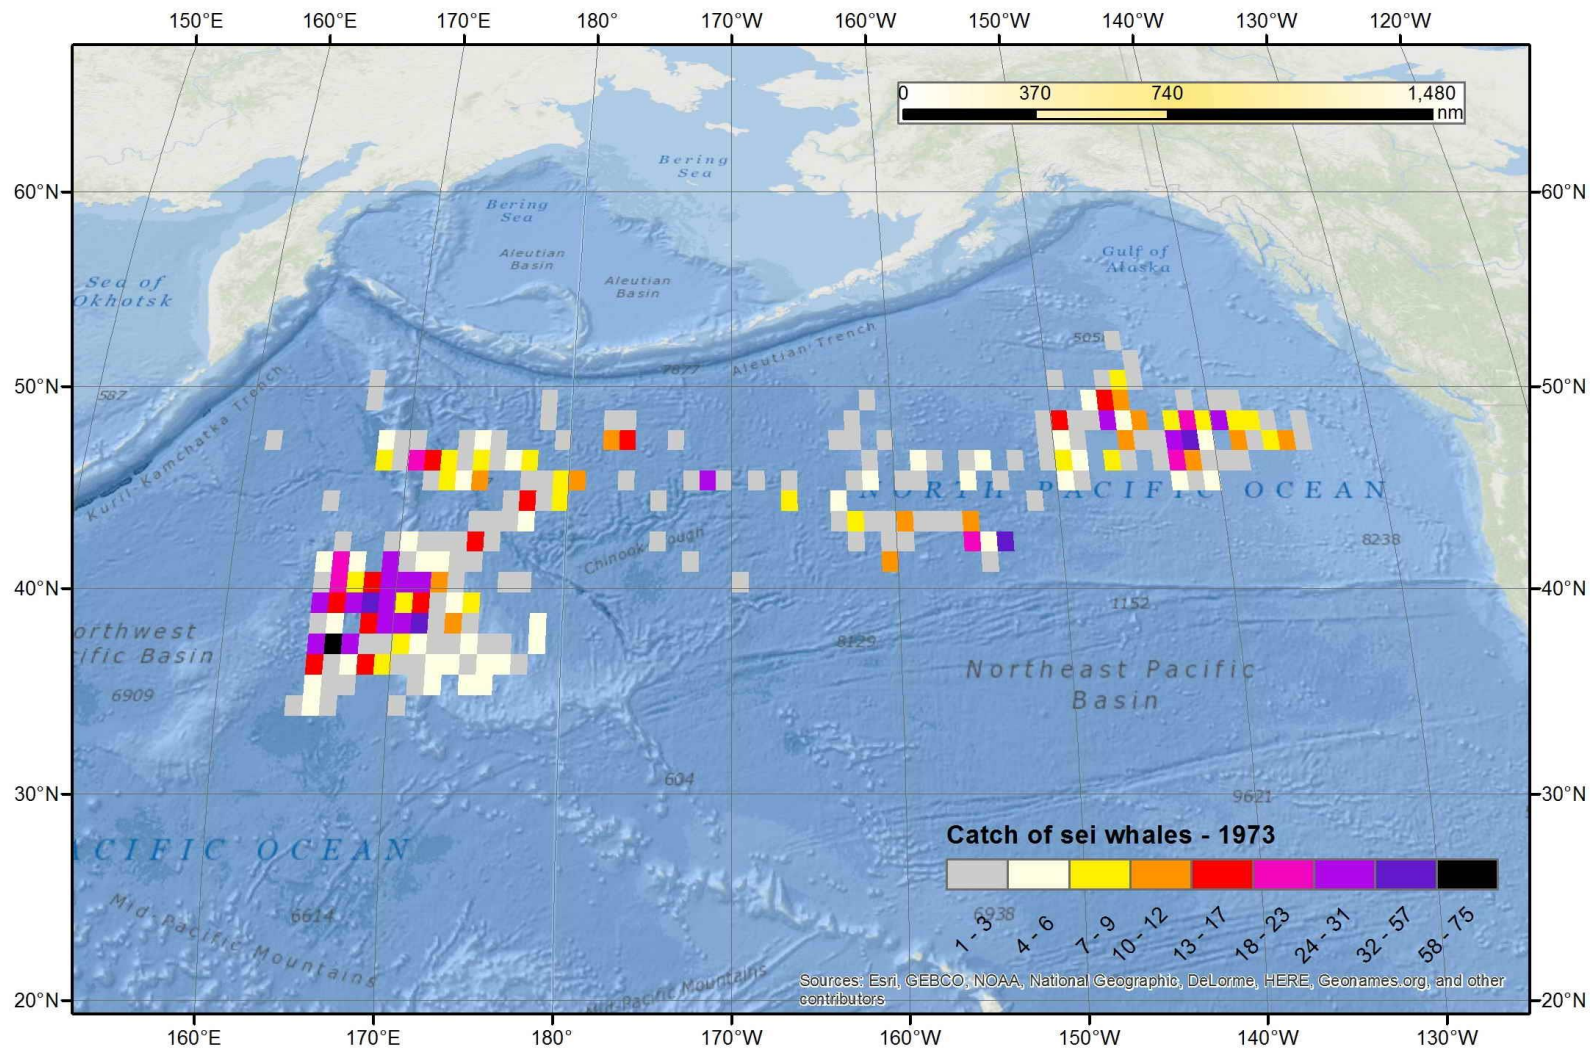 150°E 160°E 170°E 180° 170°W 160°W 150°W 140°W 130°W 120°W
0 370 740 1,480
nm
Bering
Sea
60°N 60°N
Bering
Sea
Aleutian
Basin
Gulf of
Alaska
Sea of
Okhotsk
Aleutian
Basin
Aleutian Trench
505
7877
50°N 50°N
587
Kuril-Kamchatka Trench
7
NORTH PACIFIC OCEAN
Chinook ough
8238
40°N 40°N
1152
orthwest
cific Basin
8129
Northeast Pacific
Basin
6909
604
30°N 30°N
9621
Catch of sei whales - 1973
ACIFIC OCEAN
Mid-Pacific Mountains
6614
6938
1 - 3 4 - 6 7 - 9 10 - 12 13 - 17 18 - 23 24 - 31 32 - 57 58 - 75
Mid-Pacific Mountains
Sources: Esri, GEBCO, NOAA, National Geographic, DeLorme, HERE, Geonames.org, and other
contributors
20°N 20°N
160°E 170°E 180° 170°W 160°W 150°W 140°W 130°W